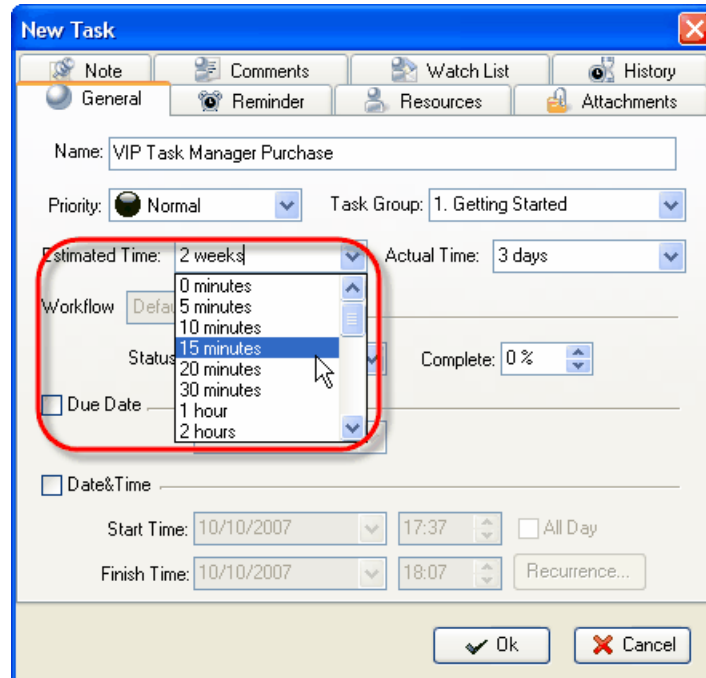 New Task
Note Comments Watch List History
General Reminder Resources Attachments
Name: VIP Task Manager Purchase
Priority: Normal Task Group: 1. Getting Started
Estimated Time: 2 weeks Actual Time: 3 days
0 minutes
5 minutes
Workflow
10 minutes
15 minutes
Status Complete: 0 %
20 minutes
30 minutes
Due Date
1 hour
2 hours
Date&Time
Start Time: 10/10/2007 17:37 All Day
Finish Time: 10/10/2007 18:07 Recurrence...
Ok Cancel